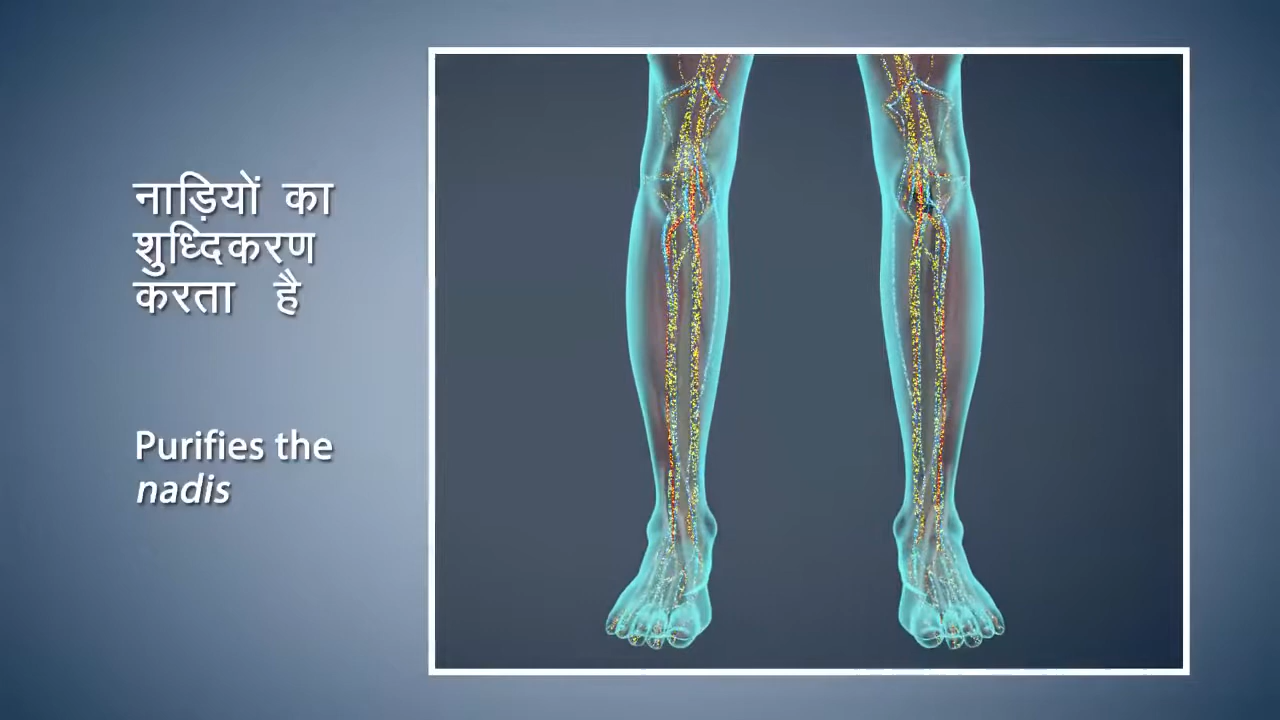 नाड़ियों का
शुध्दिकरण
करता है
Purifies the
nadis